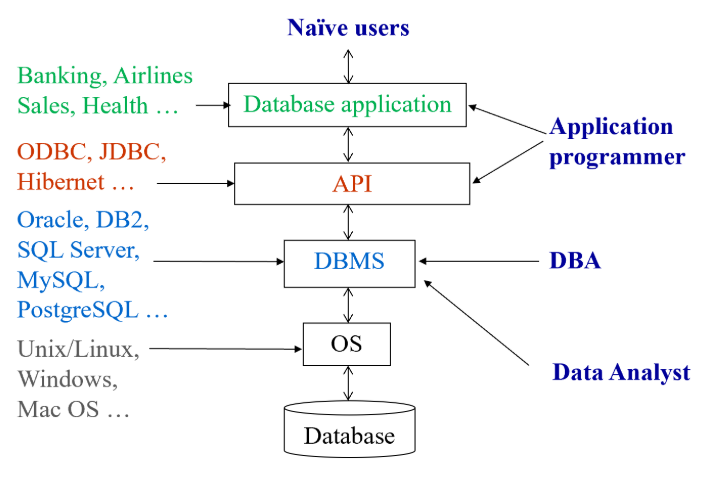 Naïve users
Banking, Airlines
Sales, Health …
Database application
Application
programmer
ODBC, JDBC,
Hibernet …
API
Oracle, DB2,
SQL Server,
MySQL,
PostgreSQL …
DBMS
DBA
Unix/Linux,
Windows,
Mac OS …
OS
Data Analyst
Database